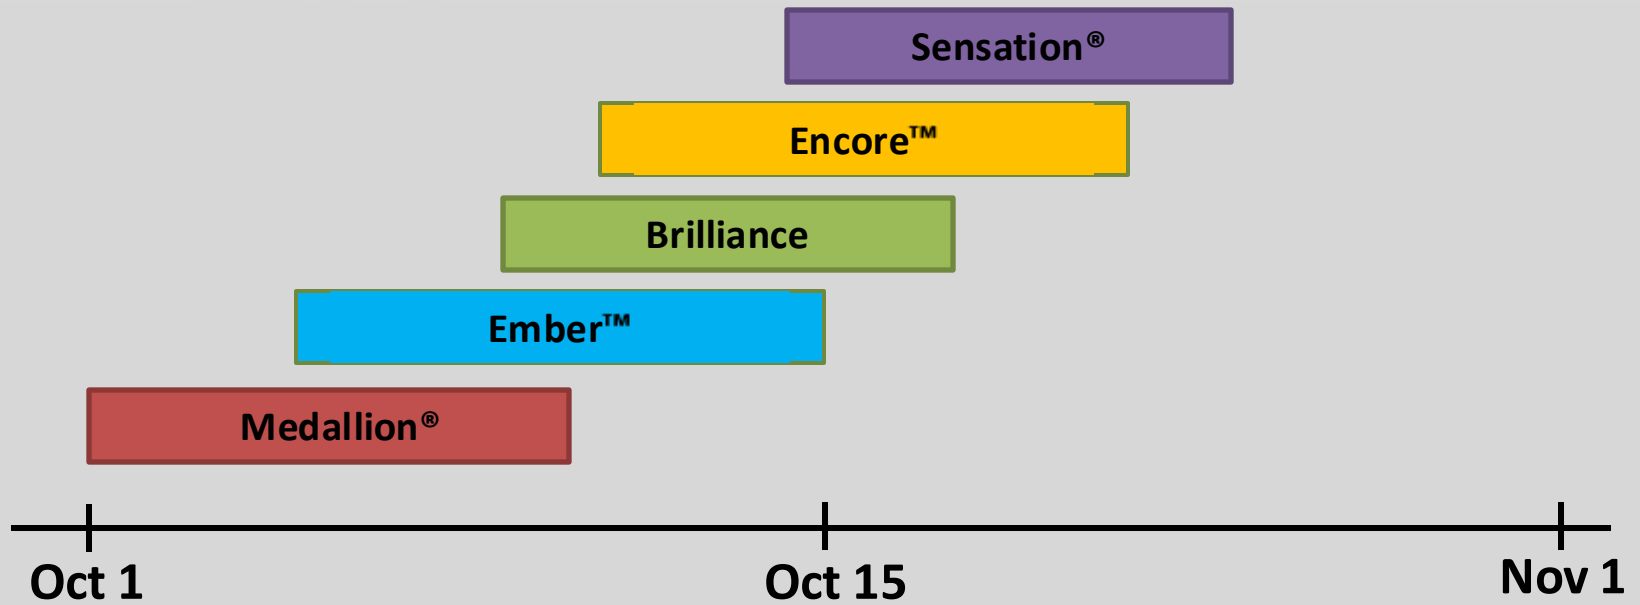 Sensation®
Encore™
Brilliance
Ember™
Medallion®
Oct 1
Oct 15
Nov 1